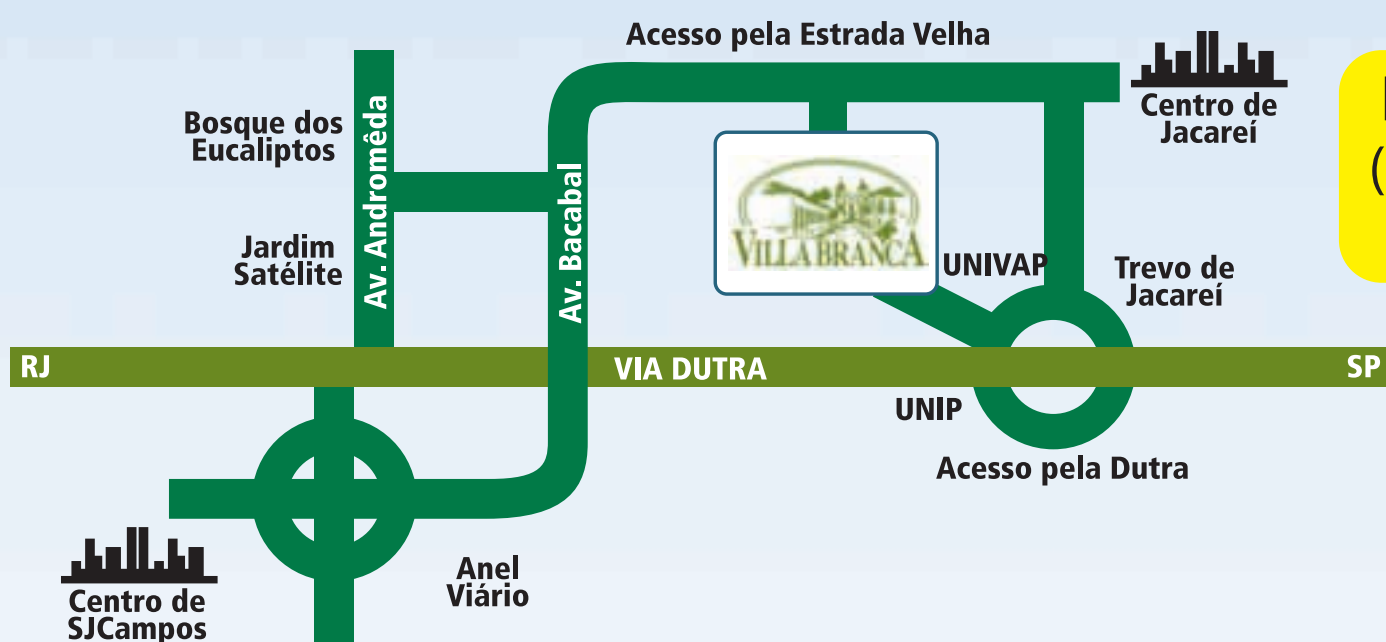 Acesso pela Estrada Velha
Centro de
Jacareí
Bosque dos
Eucaliptos
Av. Andromêda
Av. Bacabal
Jardim
Satélite
VILLA BRANCA
UNIVAP
Trevo de
Jacareí
RJ
VIA DUTRA
SP
UNIP
Acesso pela Dutra
Anel
Viário
Centro de
SJCampos
(